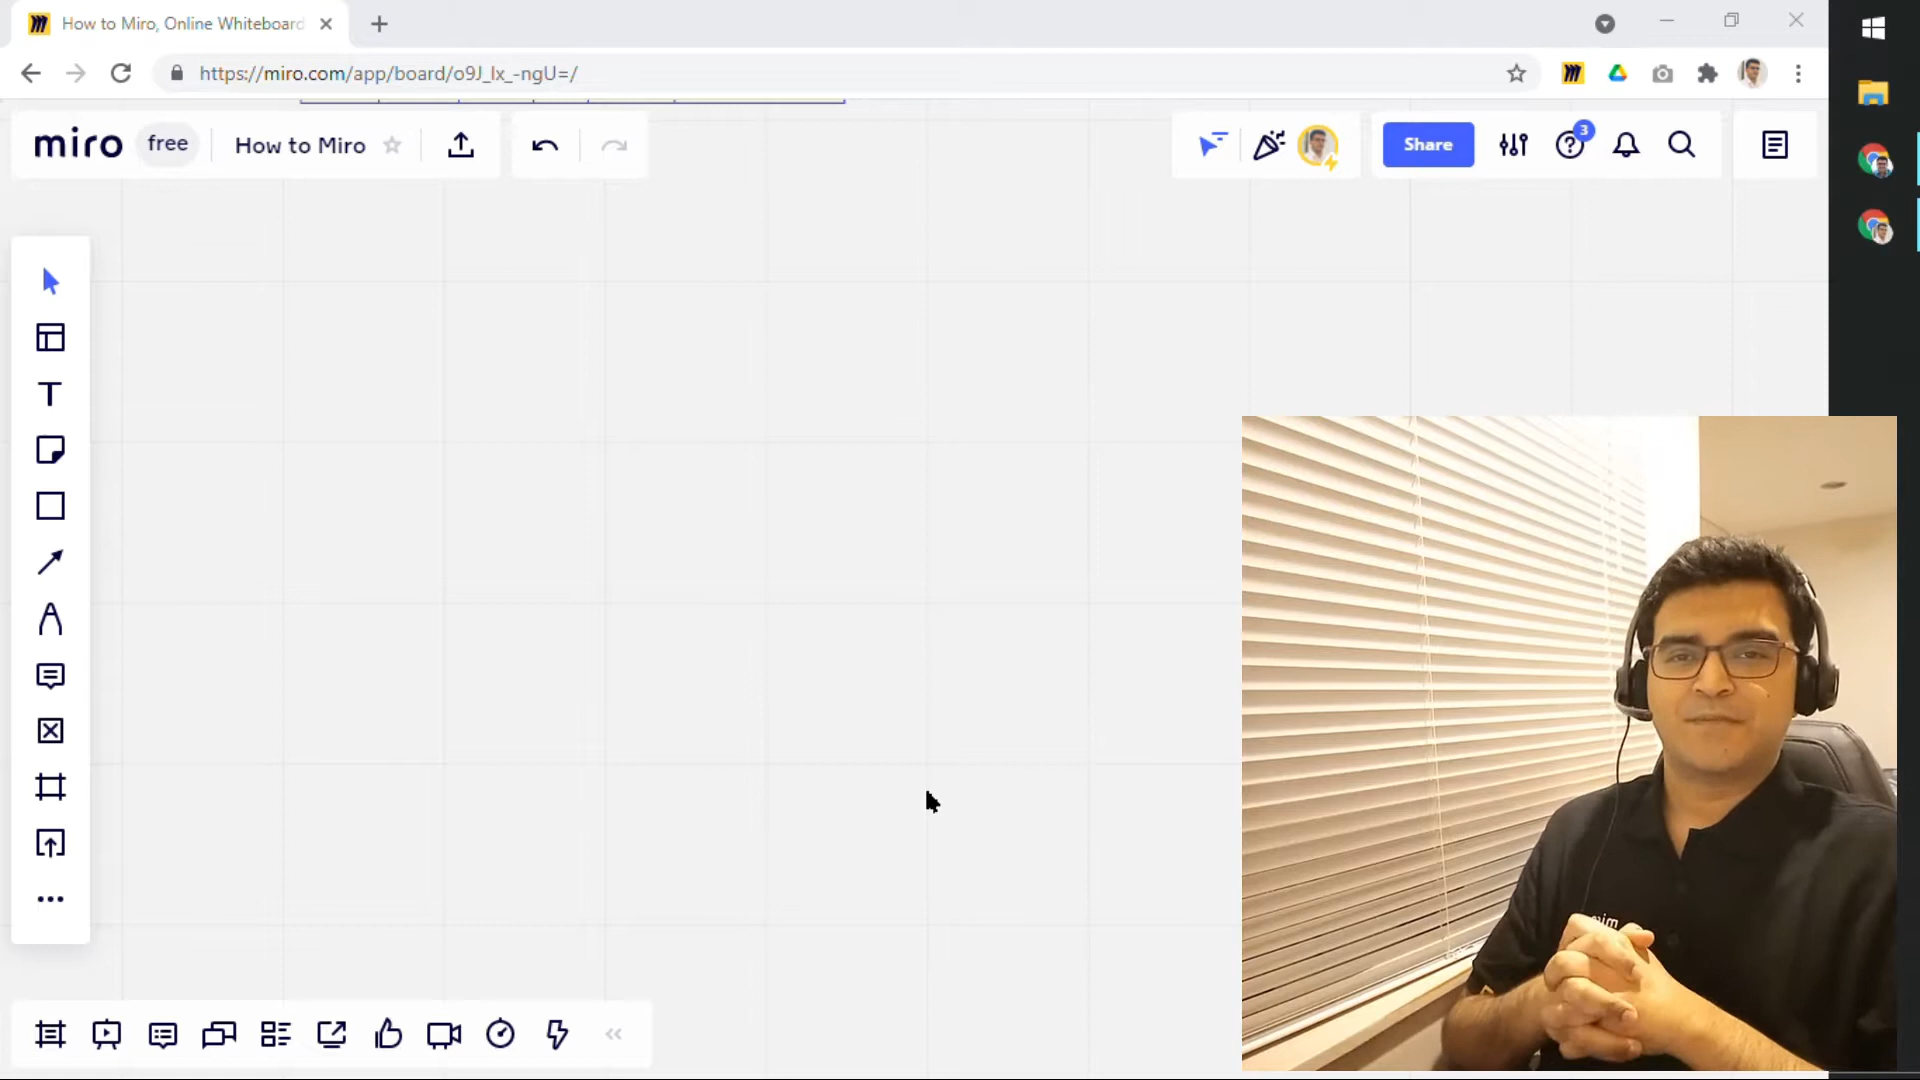 How to Miro, Online Whiteboard
https://miro.com/app/board/o9J_lx_-ngU=/
miro
free
How to Miro
Share
3
T
miro